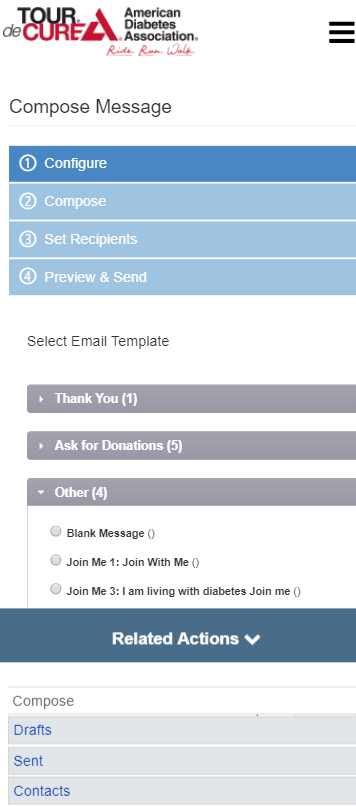 TOUR
de CURE
American
Diabetes
Association®
Ride. Run. Walk.
Compose Message
1 Configure
2 Compose
3 Set Recipients
4 Preview & Send
Select Email Template
Thank You (1)
Ask for Donations (5)
Other (4)
Blank Message ()
Join Me 1: Join With Me ()
Join Me 3: I am living with diabetes Join me ()
Related Actions
Compose
Drafts
Sent
Contacts